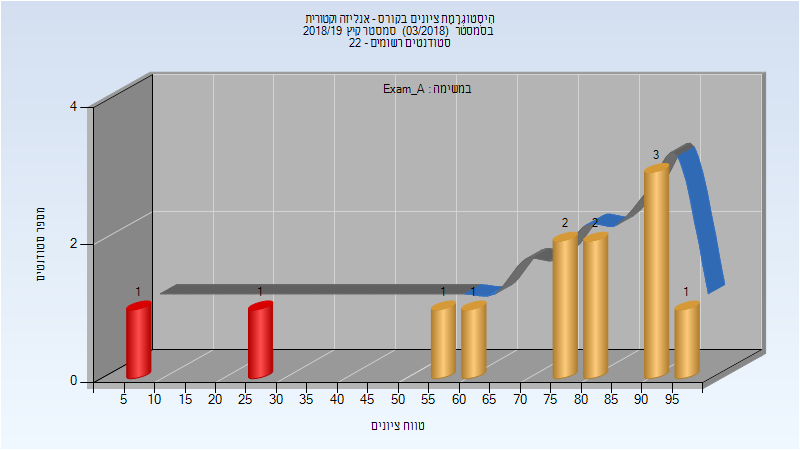 היסטוגרמת ציונים בקורס - אנליזה וקטורית
בסמסטר (03/2018) סמסטר קיץ 2018/19
סטודנטים רשומים - 22
במשימה : Exam_A
מספר סטודנטים
4
2
0
1
1
1
1
2
2
3
1
5 10 15 20 25 30 35 40 45 50 55 60 65 70 75 80 85 90 95
טווח ציונים